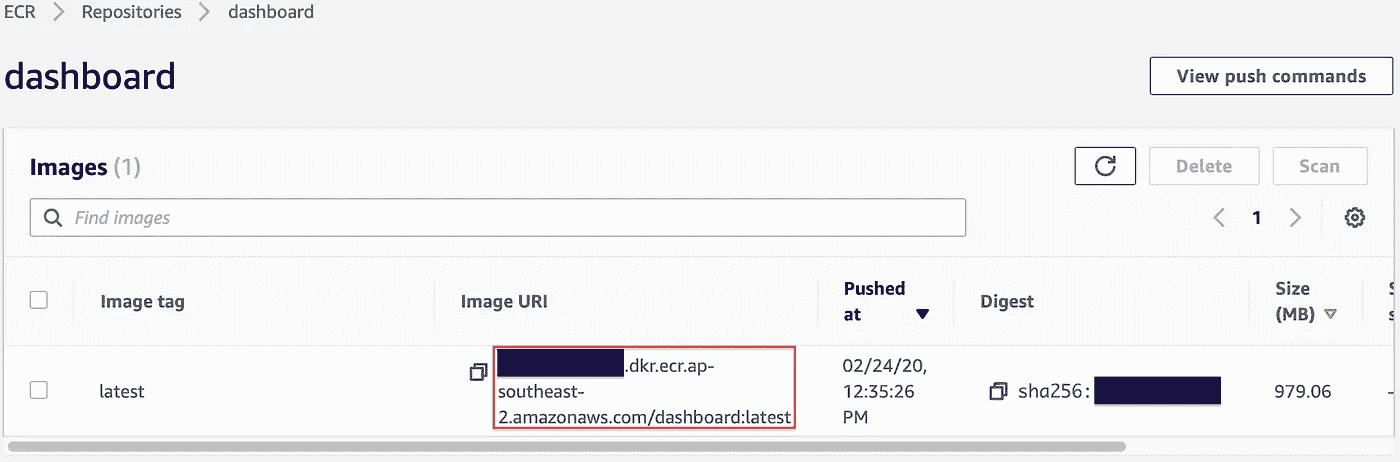 ECR > Repositories > dashboard
dashboard
View push commands
Images (1)
Delete
Scan
Find images
1
Image tag
Image URI
Pushed
at
Digest
Size
(MB)
latest
.dkr.ecr.ap-
southeast-
2.amazonaws.com/dashboard:latest
02/24/20,
12:35:26
PM
sha256:
979.06